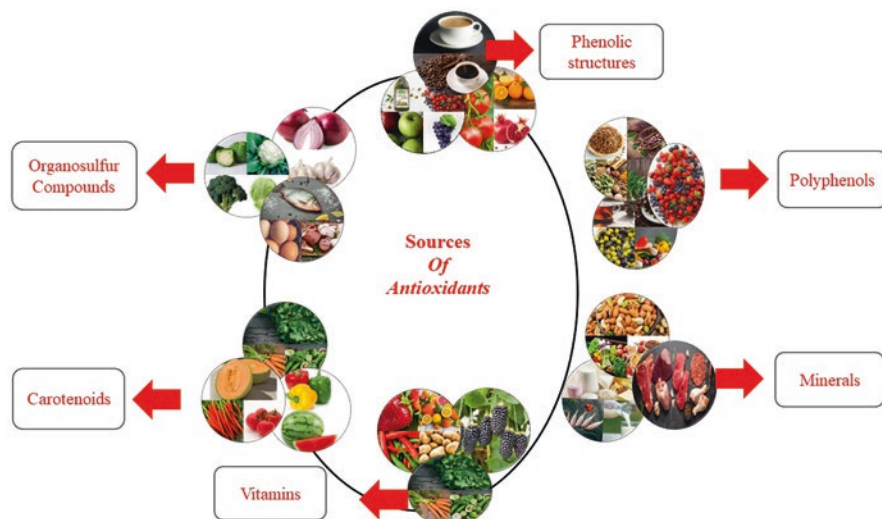 Phenolic
structures
Organosulfur
Compounds
Polyphenols
Sources
Of
Antioxidants
Carotenoids
Minerals
Vitamins